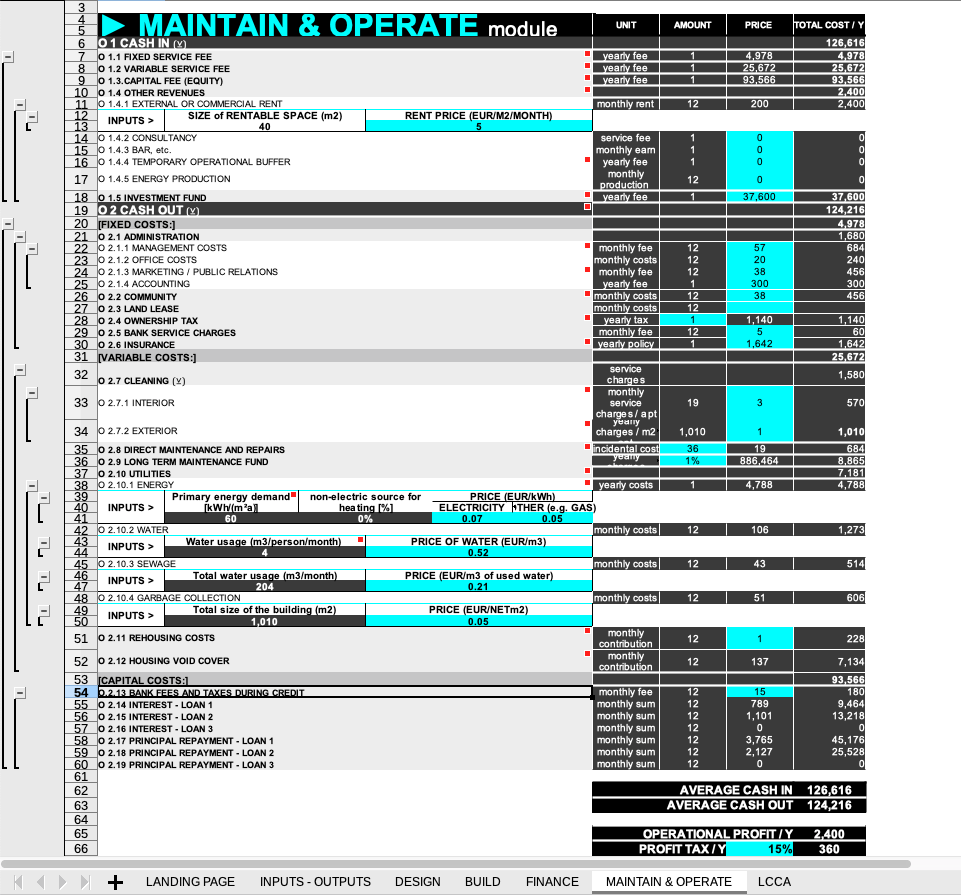 3
4 ► MAINTAIN & OPERATE module UNIT AMOUNT PRICE TOTAL COST / Y
5
6 O 1 CASH IN (⊻) 126,616
7 O 1.1 FIXED SERVICE FEE yearly fee 1 4,978 4,978
8 O 1.2 VARIABLE SERVICE FEE yearly fee 1 25,672 25,672
9 O 1.3.CAPITAL FEE (EQUITY) yearly fee 1 93,566 93,566
10 O 1.4 OTHER REVENUES 2,400
11 O 1.4.1 EXTERNAL OR COMMERCIAL RENT monthly rent 12 200 2,400
12 INPUTS > SIZE of RENTABLE SPACE (m2) RENT PRICE (EUR/M2/MONTH)
13 40 5
14 O 1.4.2 CONSULTANCY service fee 1 0 0
15 O 1.4.3 BAR, etc. monthly earn 1 0 0
16 O 1.4.4 TEMPORARY OPERATIONAL BUFFER yearly fee 1 0 0
17 O 1.4.5 ENERGY PRODUCTION monthly production 12 0 0
18 O 1.5 INVESTMENT FUND yearly fee 1 37,600 37,600
19 O 2 CASH OUT (⊻) 124,216
20 [FIXED COSTS:] 4,978
21 O 2.1 ADMINISTRATION 1,680
22 O 2.1.1 MANAGEMENT COSTS monthly fee 12 57 684
23 O 2.1.2 OFFICE COSTS monthly costs 12 20 240
24 O 2.1.3 MARKETING / PUBLIC RELATIONS monthly fee 12 38 456
25 O 2.1.4 ACCOUNTING yearly fee 1 300 300
26 O 2.2 COMMUNITY monthly costs 12 38 456
27 O 2.3 LAND LEASE monthly costs 12
28 O 2.4 OWNERSHIP TAX yearly tax 1 1,140 1,140
29 O 2.5 BANK SERVICE CHARGES monthly fee 12 5 60
30 O 2.6 INSURANCE yearly policy 1 1,642 1,642
31 [VARIABLE COSTS:] 25,672
32 O 2.7 CLEANING (⊻) service charges 1,580
33 O 2.7.1 INTERIOR monthly service charges / apt 19 3 570
34 O 2.7.2 EXTERIOR yearly charges / m2 1,010 1 1,010
35 O 2.8 DIRECT MAINTENANCE AND REPAIRS incidental cost 36 19 684
36 O 2.9 LONG TERM MAINTENANCE FUND yearly 1% 886,464 8,865
37 O 2.10 UTILITIES 7,181
38 O 2.10.1 ENERGY yearly costs 1 4,788 4,788
39 Primary energy demand non-electric source for PRICE (EUR/kWh)
40 INPUTS > [kWh/(m²a)] heating [%] ELECTRICITY THER (e.g. GAS)
41 60 0% 0.07 0.05
42 O 2.10.2 WATER monthly costs 12 106 1,273
43 INPUTS > Water usage (m3/person/month) PRICE OF WATER (EUR/m3)
44 4 0.52
45 O 2.10.3 SEWAGE monthly costs 12 43 514
46 INPUTS > Total water usage (m3/month) PRICE (EUR/m3 of used water)
47 204 0.21
48 O 2.10.4 GARBAGE COLLECTION monthly costs 12 51 606
49 INPUTS > Total size of the building (m2) PRICE (EUR/NETm2)
50 1,010 0.05
51 O 2.11 REHOUSING COSTS monthly contribution 12 1 228
52 O 2.12 HOUSING VOID COVER monthly contribution 12 137 7,134
53 [CAPITAL COSTS:] 93,566
54 O.2.13 BANK FEES AND TAXES DURING CREDIT monthly fee 12 15 180
55 O 2.14 INTEREST - LOAN 1 monthly sum 12 789 9,464
56 O 2.15 INTEREST - LOAN 2 monthly sum 12 1,101 13,218
57 O 2.16 INTEREST - LOAN 3 monthly sum 12 0 0
58 O 2.17 PRINCIPAL REPAYMENT - LOAN 1 monthly sum 12 3,765 45,176
59 O 2.18 PRINCIPAL REPAYMENT - LOAN 2 monthly sum 12 2,127 25,528
60 O 2.19 PRINCIPAL REPAYMENT - LOAN 3 monthly sum 12 0 0
61
62 AVERAGE CASH IN 126,616
63 AVERAGE CASH OUT 124,216
64
65 OPERATIONAL PROFIT / Y 2,400
66 PROFIT TAX / Y 15% 360
LANDING PAGE INPUTS - OUTPUTS DESIGN BUILD FINANCE MAINTAIN & OPERATE LCCA